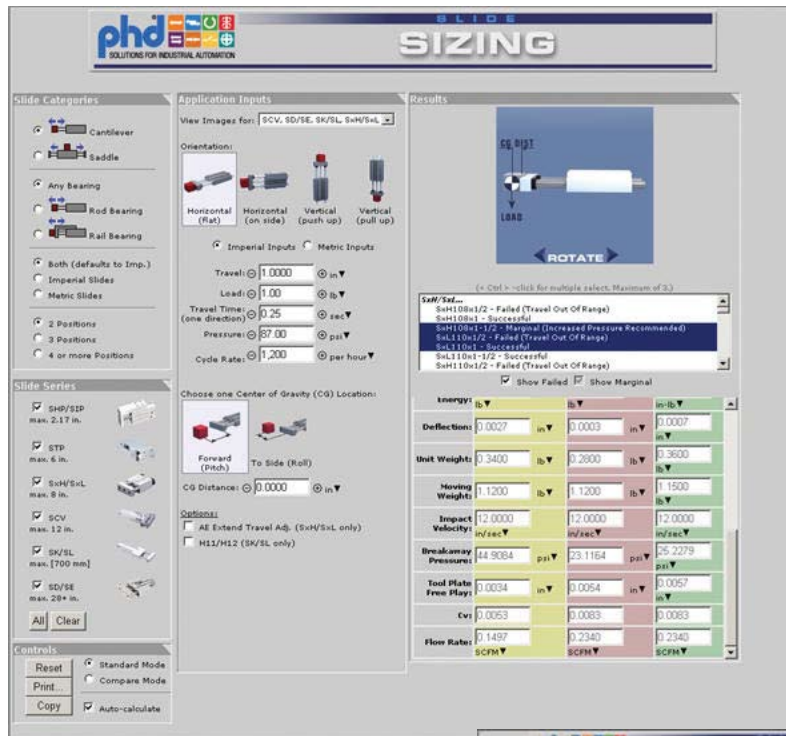 phd
SOLUTIONS FOR INDUSTRIAL AUTOMATION
SLIDE
SIZING
Slide Categories
Cantilever
Saddle
Any Bearing
Rod Bearing
Rail Bearing
Both (defaults to Imp.)
Imperial Slides
Metric Slides
2 Positions
3 Positions
4 or more Positions
Slide Series
SHP/SIP
max. 2.17 in.
STP
max. 6 in.
SxH/SxL
max. 8 in.
SCV
max. 12 in.
SK/SL
max. [700 mm]
SD/SE
max. 28+ in.
All Clear
Controls
Reset
Print...
Copy
Standard Mode
Compare Mode
Auto-calculate
Application Inputs
View Images for: SCV, SD/SE, SK/SL, SxH/SxL
Orientation:
Horizontal (flat)
Horizontal (on side)
Vertical (push up)
Vertical (pull up)
Imperial Inputs Metric Inputs
Travel: 1.0000 in▼
Load: 1.00 lb▼
Travel Time: (one direction) 0.25 sec▼
Pressure: 87.00 psi▼
Cycle Rate: 1,200 per hour▼
Choose one Center of Gravity (CG) Location:
Forward (Pitch)
To Side (Roll)
CG Distance: 0.0000 in▼
Options:
AE Extend Travel Adj. (SxH/SxL only)
H11/H12 (SK/SL only)
Results
CG DIST
LOAD
ROTATE
(< Ctrl > -click for multiple select. Maximum of 3.)
SxH/SxL...
SxH108x1/2 - Failed (Travel Out Of Range)
SxH108x1 - Successful
SxH108x1-1/2 - Marginal (Increased Pressure Recommended)
SxL110x1/2 - Failed (Travel Out Of Range)
SxL110x1 - Successful
SxL110x1-1/2 - Successful
SxH110x1/2 - Failed (Travel Out Of Range)
Show Failed Show Marginal
Energy: lb▼ lb▼ in-lb▼
Deflection: 0.0027 in▼ 0.0003 in▼ 0.0007 in▼
Unit Weight: 0.3400 lb▼ 0.2800 lb▼ 0.3600 lb▼
Moving Weight: 1.1200 lb▼ 1.1200 lb▼ 1.1500 lb▼
Impact Velocity: 12.0000 in/sec▼ 12.0000 in/sec▼ 12.0000 in/sec▼
Breakaway Pressure: 44.9084 psi▼ 23.1164 psi▼ 25.2279 psi▼
Tool Plate Free Play: 0.0034 in▼ 0.0054 in▼ 0.0057 in▼
Cv: 0.0053 0.0083 0.0083
Flow Rate: 0.1497 SCFM▼ 0.2340 SCFM▼ 0.2340 SCFM▼